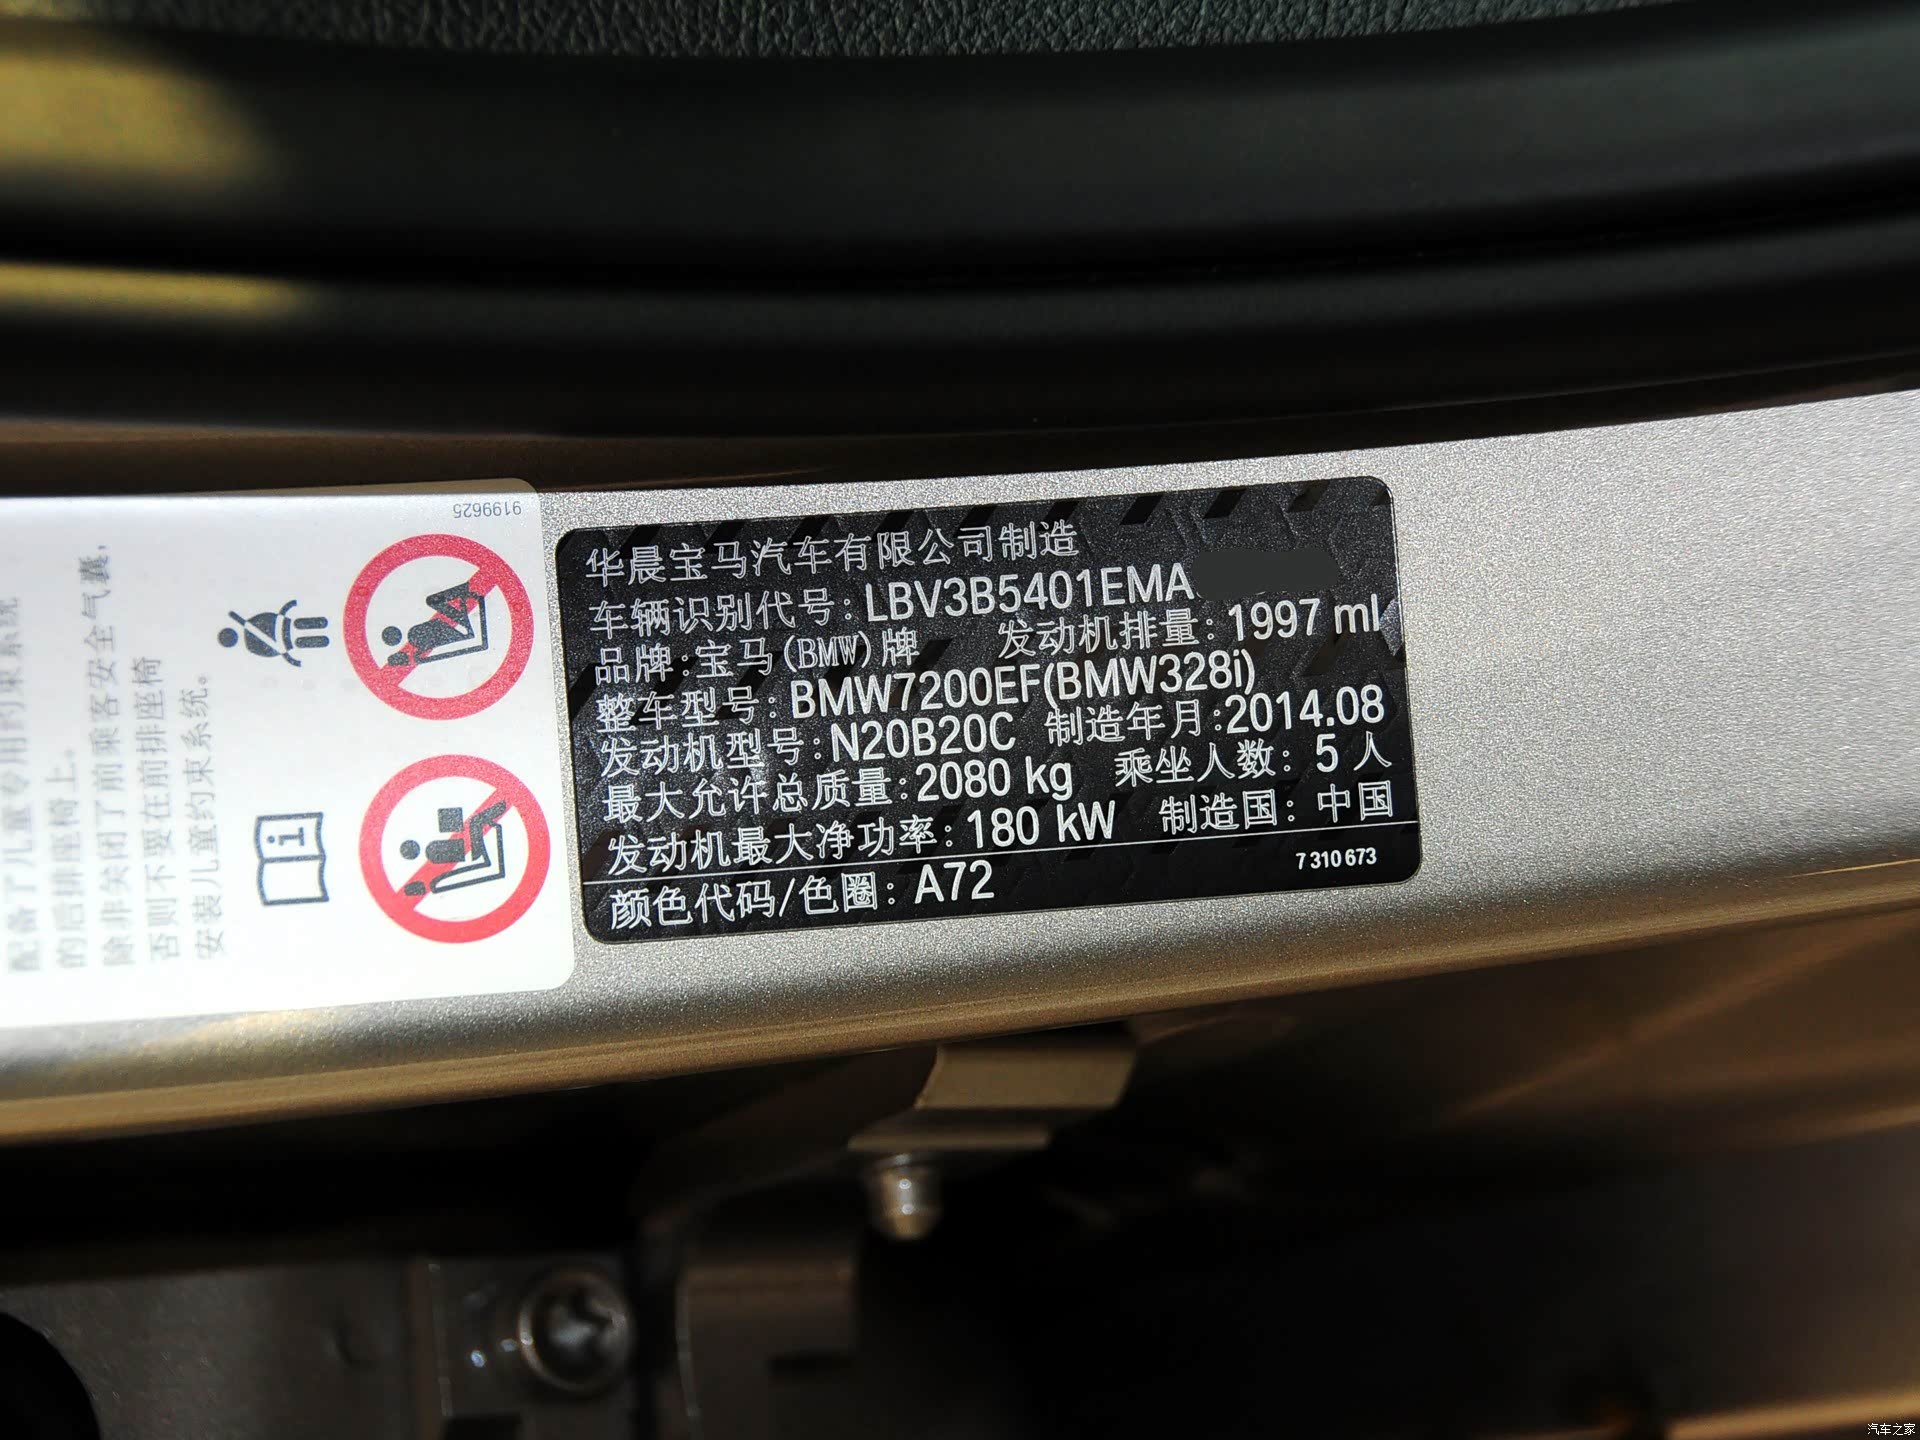 9199625
配备了儿童专用约束系统
的后排座椅上。
除非关闭了前乘客安全气囊,
否则不要在前排座椅
安装儿童约束系统。
华晨宝马汽车有限公司制造
车辆识别代号: LBV3B5401EMA
品牌:宝马(BMW)牌 发动机排量: 1997 ml
整车型号: BMW7200EF(BMW328i)
发动机型号: N20B20C 制造年月:2014.08
最大允许总质量: 2080 kg 乘坐人数: 5 人
发动机最大净功率: 180 kW 制造国: 中国
颜色代码/色圈: A72 7 310 673
汽车之家